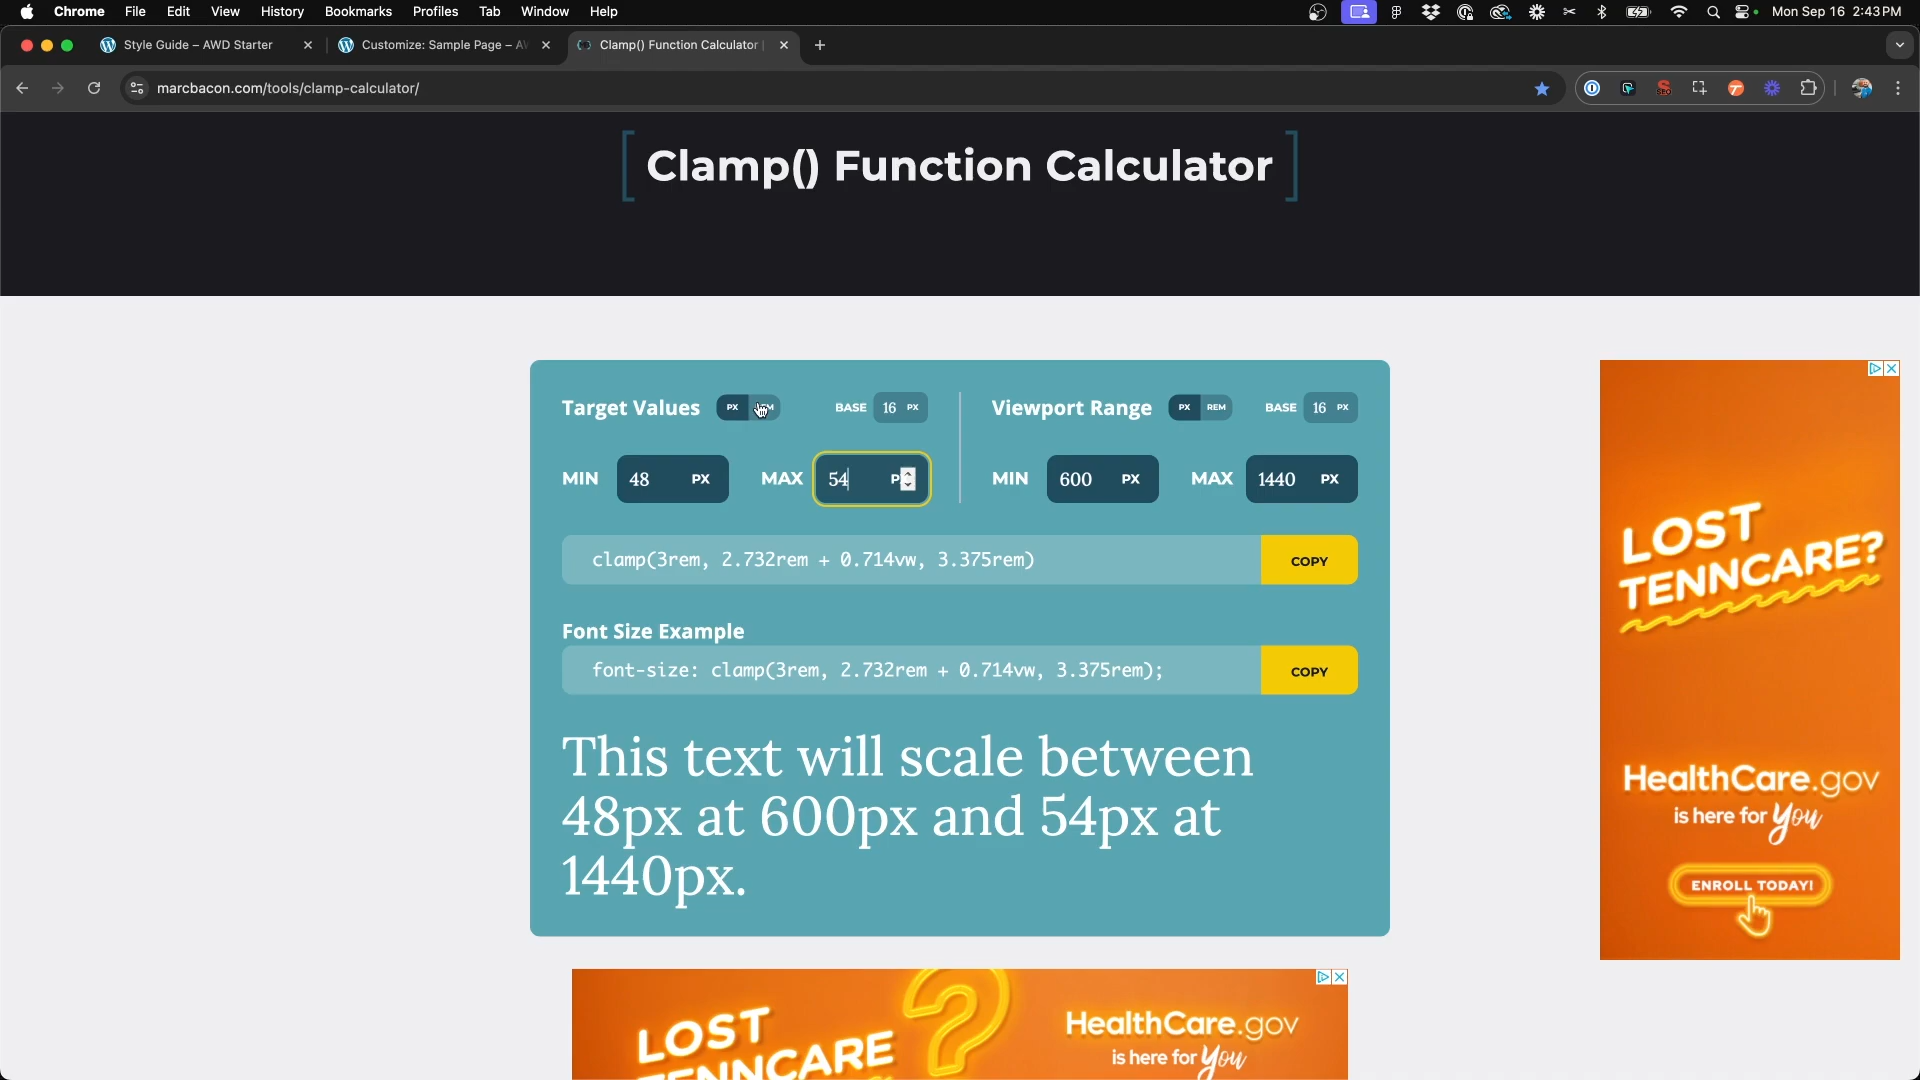 Chrome File Edit View History Bookmarks Profiles Tab Window Help Mon Sep 16 2:43 PM
Style Guide – AWD Starter Customize: Sample Page – AW Clamp() Function Calculator |
marcbacon.com/tools/clamp-calculator/
Clamp() Function Calculator
Target Values PX BASE 16 PX Viewport Range PX REM BASE 16 PX
MIN 48 PX MAX 54 MIN 600 PX MAX 1440 PX
clamp(3rem, 2.732rem + 0.714vw, 3.375rem) COPY
Font Size Example
font-size: clamp(3rem, 2.732rem + 0.714vw, 3.375rem); COPY
This text will scale between
48px at 600px and 54px at
1440px.
LOST
TENNCARE?
HealthCare.gov
is here for You
ENROLL TODAY!
LOST
TENNCARE
?
HealthCare.gov
is here for You